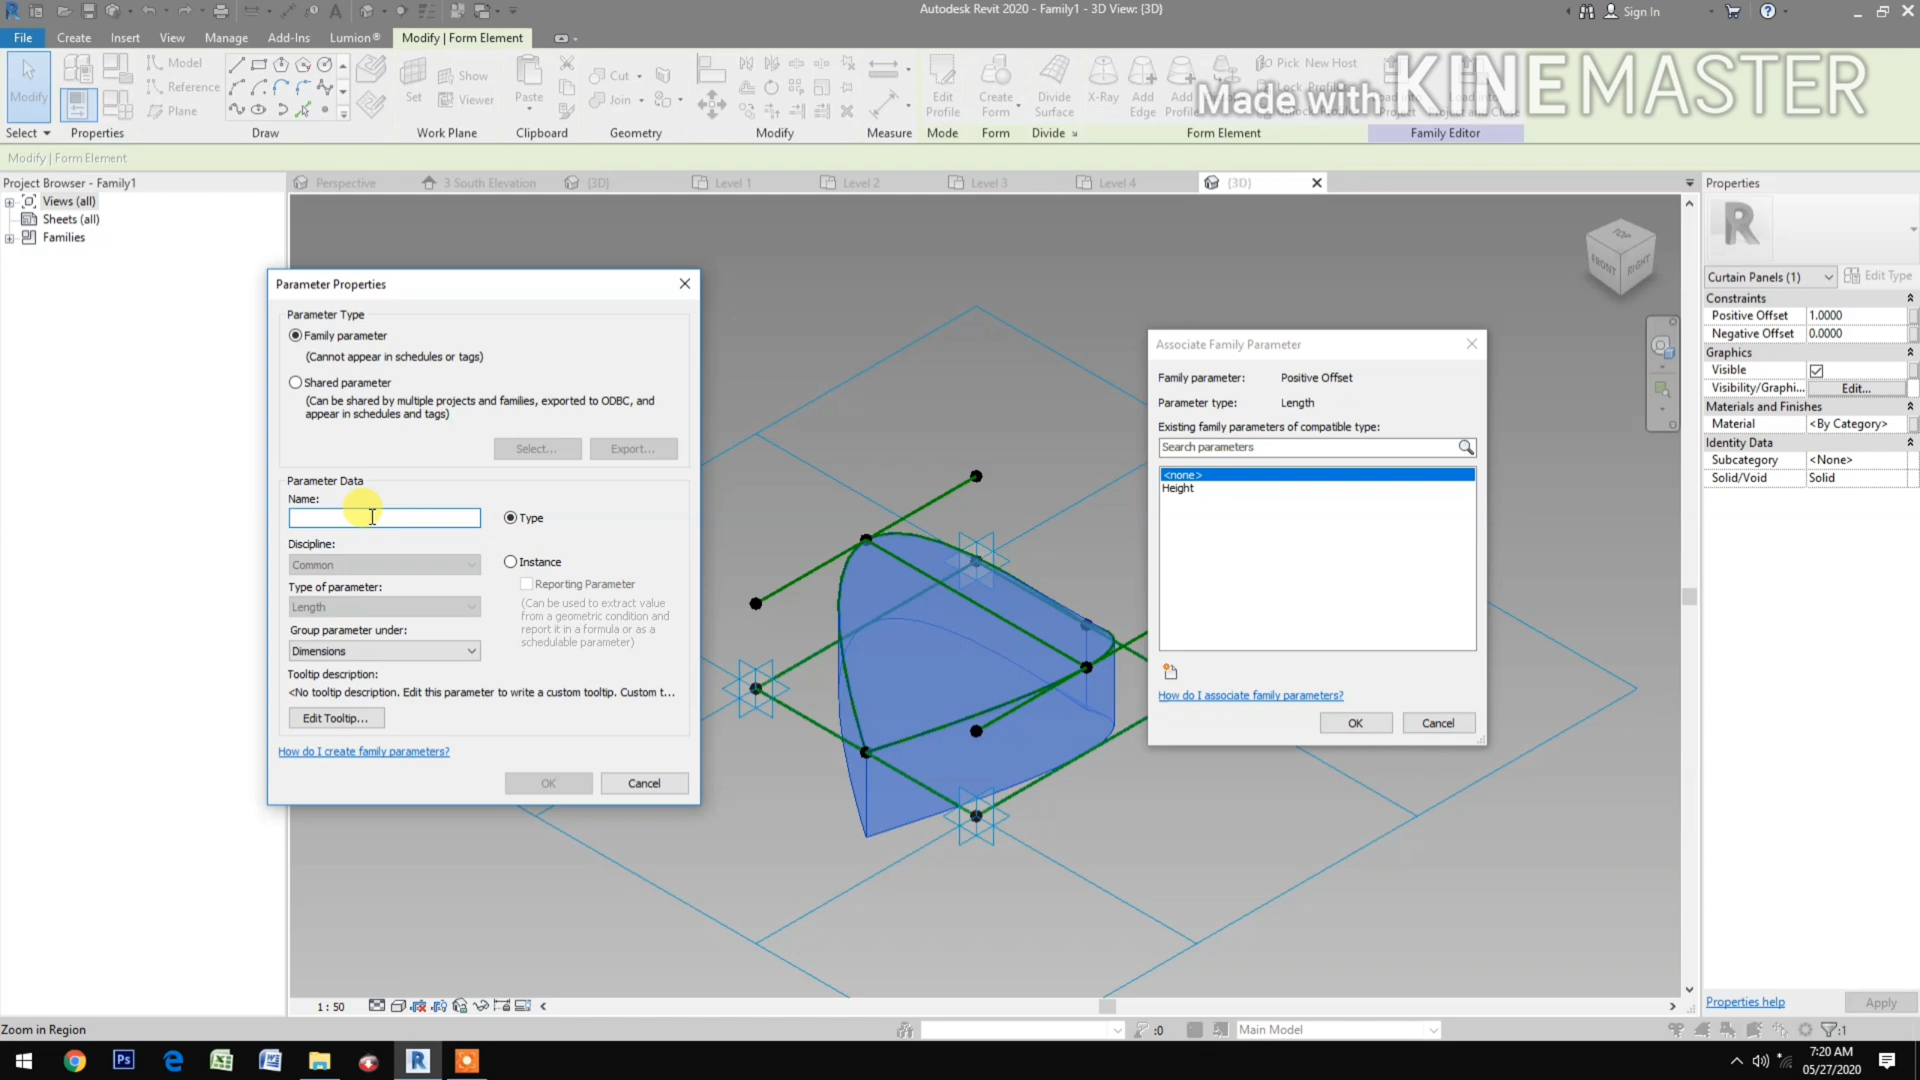 Autodesk Revit 2020 - Family1 - 3D View: {3D}
Sign In
File
Create
Insert
View
Manage
Add-Ins
Lumion®
Modify | Form Element
Modify
Model
Reference
Plane
Set
Show
Viewer
Paste
Cut
Join
Edit
Profile
Create
Form
Divide
Surface
X-Ray
Add
Edge
Add
Profile
Pick New Host
Made with KINEMASTER
Select
Properties
Draw
Work Plane
Clipboard
Geometry
Modify
Measure
Mode
Form
Divide
Form Element
Family Editor
Modify | Form Element
Project Browser - Family1
Views (all)
Sheets (all)
Families
Perspective
3 South Elevation
{3D}
Level 1
Level 2
Level 3
Level 4
{3D}
TOP
FRONT
RIGHT
Parameter Properties
Parameter Type
Family parameter
(Cannot appear in schedules or tags)
Shared parameter
(Can be shared by multiple projects and families, exported to ODBC, and
appear in schedules and tags)
Select...
Export...
Parameter Data
Name:
Type
Discipline:
Common
Instance
Reporting Parameter
Type of parameter:
Length
(Can be used to extract value
from a geometric condition and
report it in a formula or as a
schedulable parameter)
Group parameter under:
Dimensions
Tooltip description:
<No tooltip description. Edit this parameter to write a custom tooltip. Custom t...
Edit Tooltip...
How do I create family parameters?
OK
Cancel
Associate Family Parameter
Family parameter: Positive Offset
Parameter type: Length
Existing family parameters of compatible type:
Search parameters
<none>
Height
How do I associate family parameters?
OK
Cancel
Properties
R
Curtain Panels (1)
Edit Type
Constraints
Positive Offset 1.0000
Negative Offset 0.0000
Graphics
Visible
Visibility/Graphi... Edit...
Materials and Finishes
Material <By Category>
Identity Data
Subcategory <None>
Solid/Void Solid
Properties help
Apply
1 : 50
Zoom in Region
:0
Main Model
:1
7:20 AM
05/27/2020